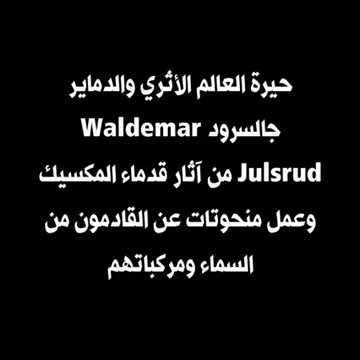 حيرة العالم الأثري والدماير
جالسرود Waldemar
Julsrud من آثار قدماء المكسيك
وعمل منحوتات عن القادمون من
السماء ومركباتهم